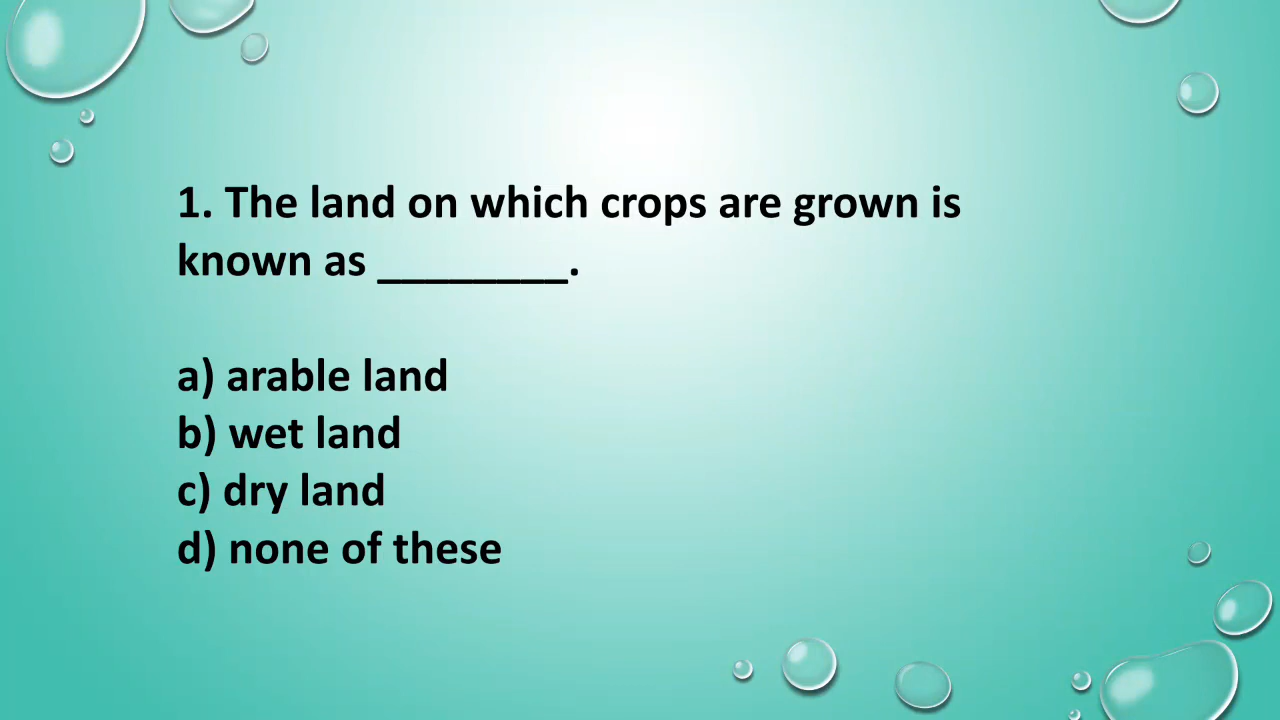 1. The land on which crops are grown is
known as ________.
a) arable land
b) wet land
c) dry land
d) none of these